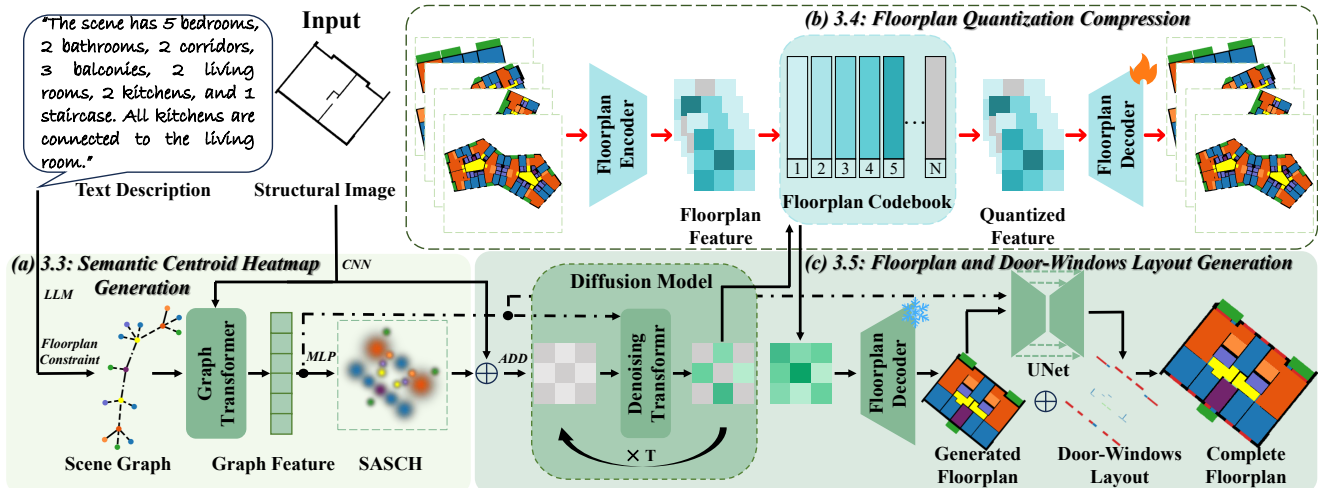 "The scene has 5 bedrooms,
2 bathrooms, 2 corridors,
3 balconies, 2 living
rooms, 2 kitchens, and 1
staircase. All kitchens are
connected to the living
room."
Text Description
Input
Structural Image
(b) 3.4: Floorplan Quantization Compression
Floorplan
Encoder
Floorplan
Feature
1 2 3 4 5 ... N
Floorplan Codebook
Quantized
Feature
Floorplan
Decoder
(a) 3.3: Semantic Centroid Heatmap
Generation
CNN
LLM
Floorplan
Constraint
Scene Graph
Graph
Transformer
Graph Feature
MLP
SASCH
ADD
(c) 3.5: Floorplan and Door-Windows Layout Generation
Diffusion Model
Denoising
Transformr
× T
Floorplan
Decoder
Generated
Floorplan
UNet
Door-Windows
Layout
Complete
Floorplan